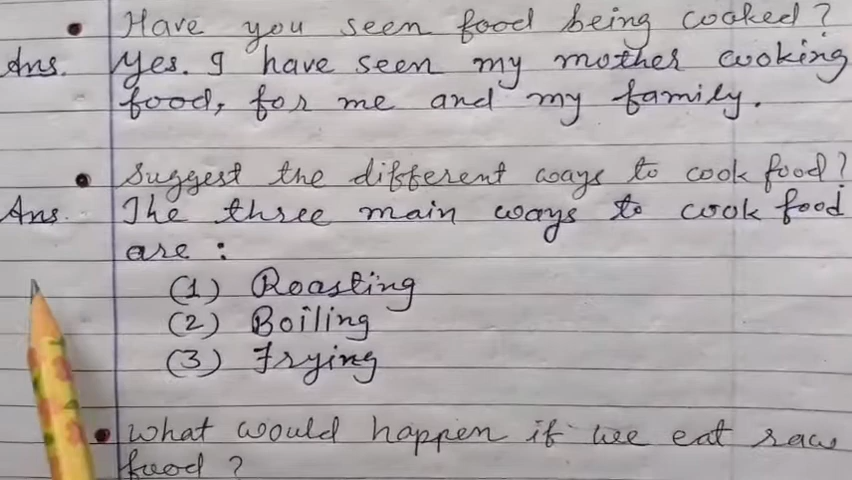 • Have you seen food being cooked?
Ans. Yes. I have seen my mother cooking
food, for me and my family.
• Suggest the different ways to cook food?
Ans. The three main ways to cook food
are :
(1) Roasting
(2) Boiling
(3) Frying
• What would happen if we eat raw
food ?